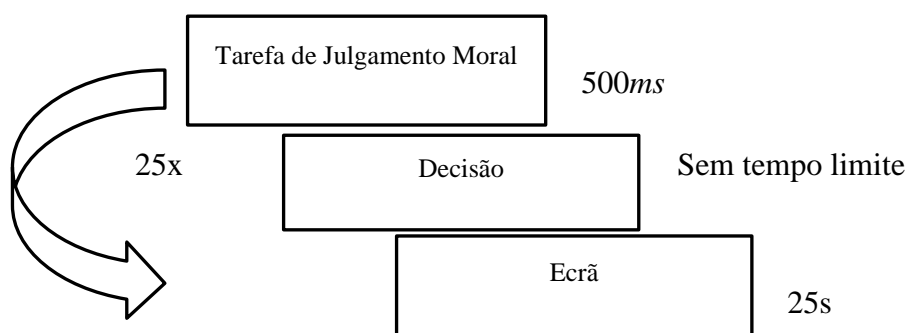 Tarefa de Julgamento Moral
500ms
25x
Decisão
Sem tempo limite
Ecrã
25s